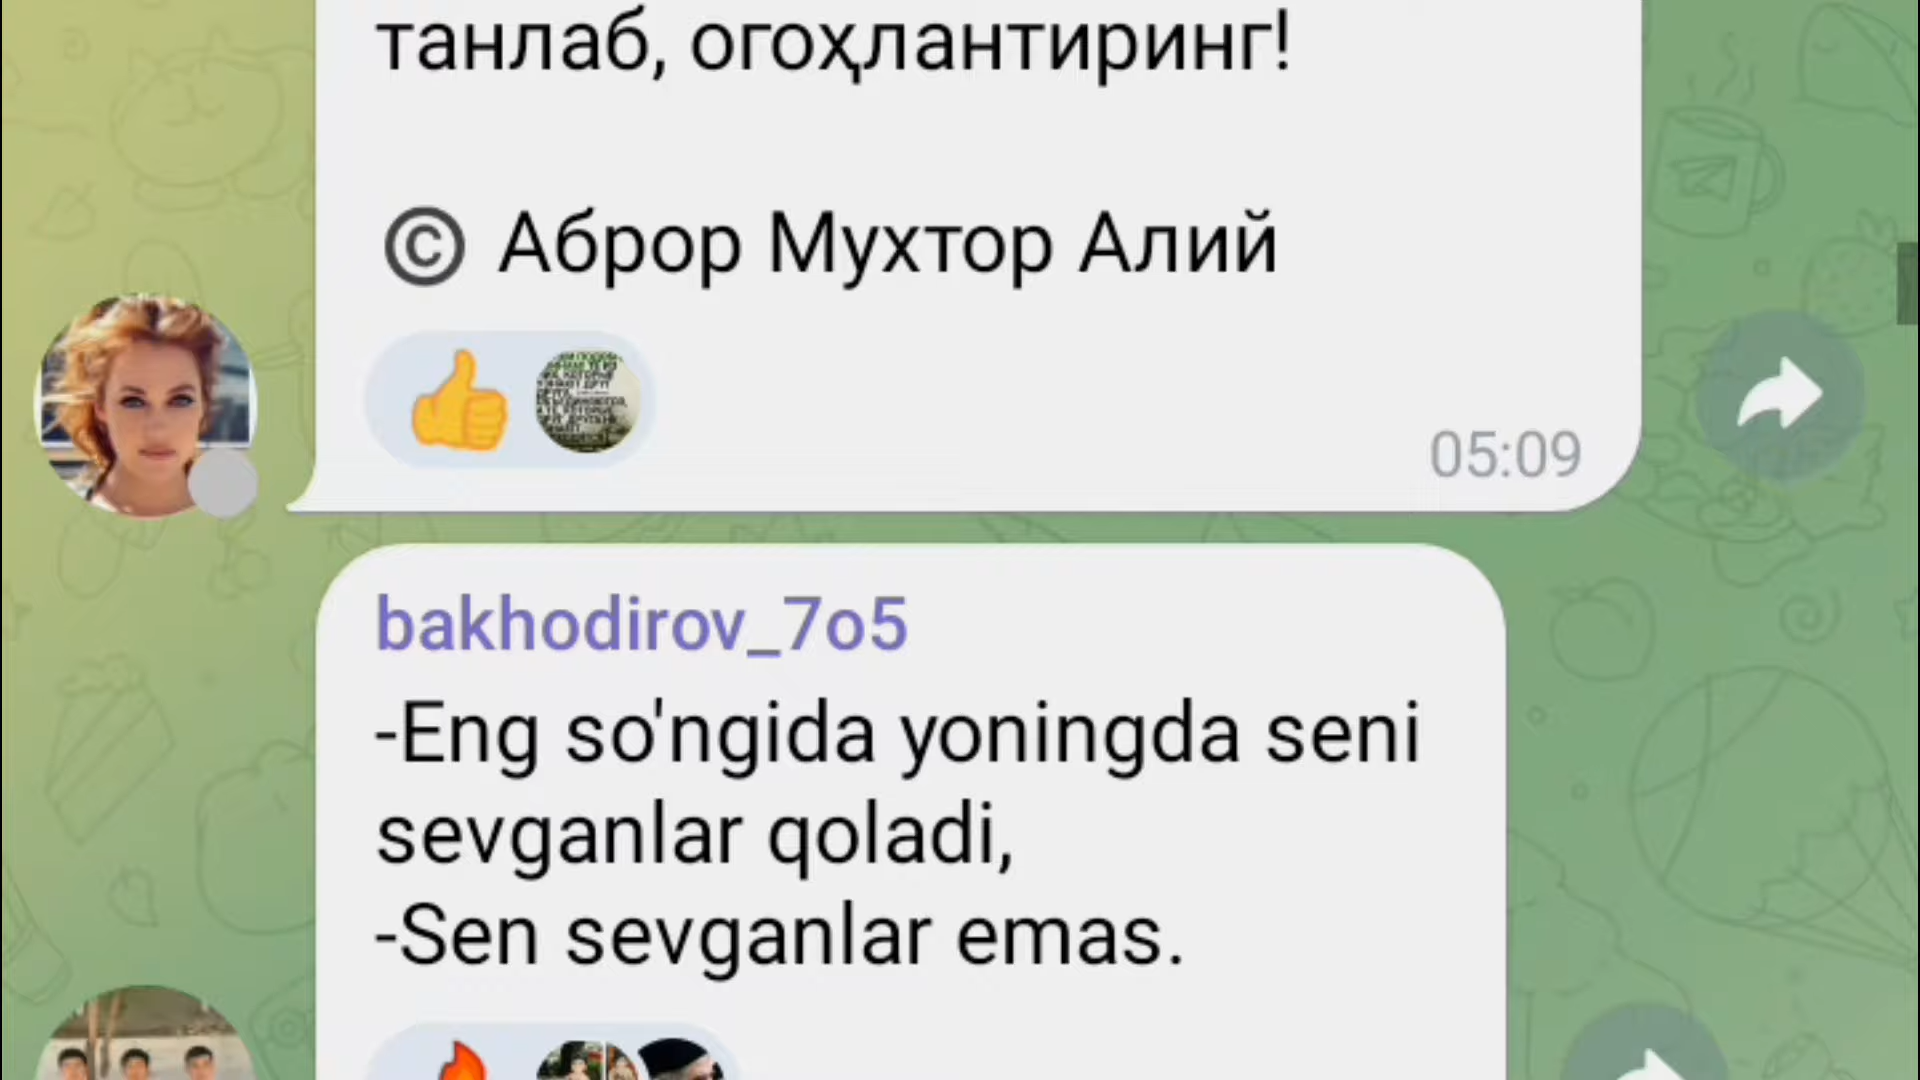 танлаб, огоҳлантиринг!
© Аброр Мухтор Алий
05:09
bakhodirov_7o5
-Eng so'ngida yoningda seni
sevganlar qoladi,
-Sen sevganlar emas.